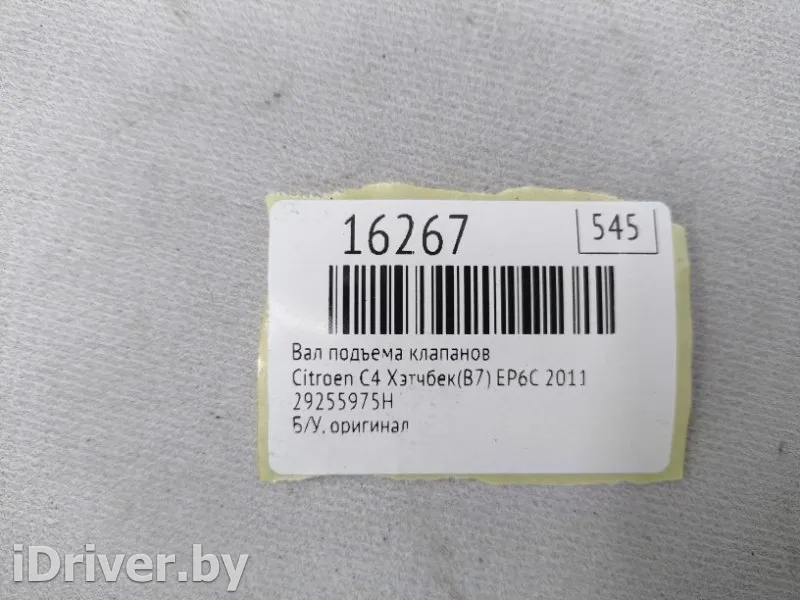 16267
545
Вал подъема клапанов
Citroen C4 Хэтчбек(B7) EP6C 2011
29255975H
Б/У, оригинал
iDriver.by